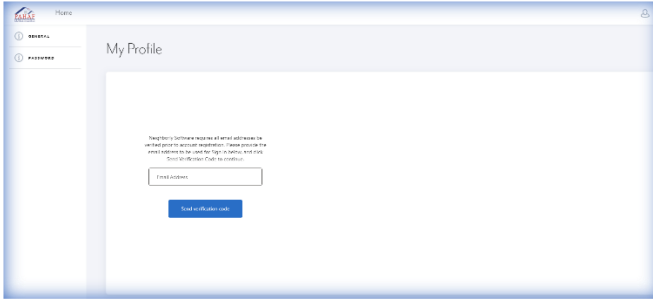 Home
GENERAL
PASSWORD
My Profile
Neighborly Software requires all email addresses be
verified prior to account registration. Please provide the
email address to be used for Sign in below, and click
Send Verification Code to continue.
Email Address
Send verification code